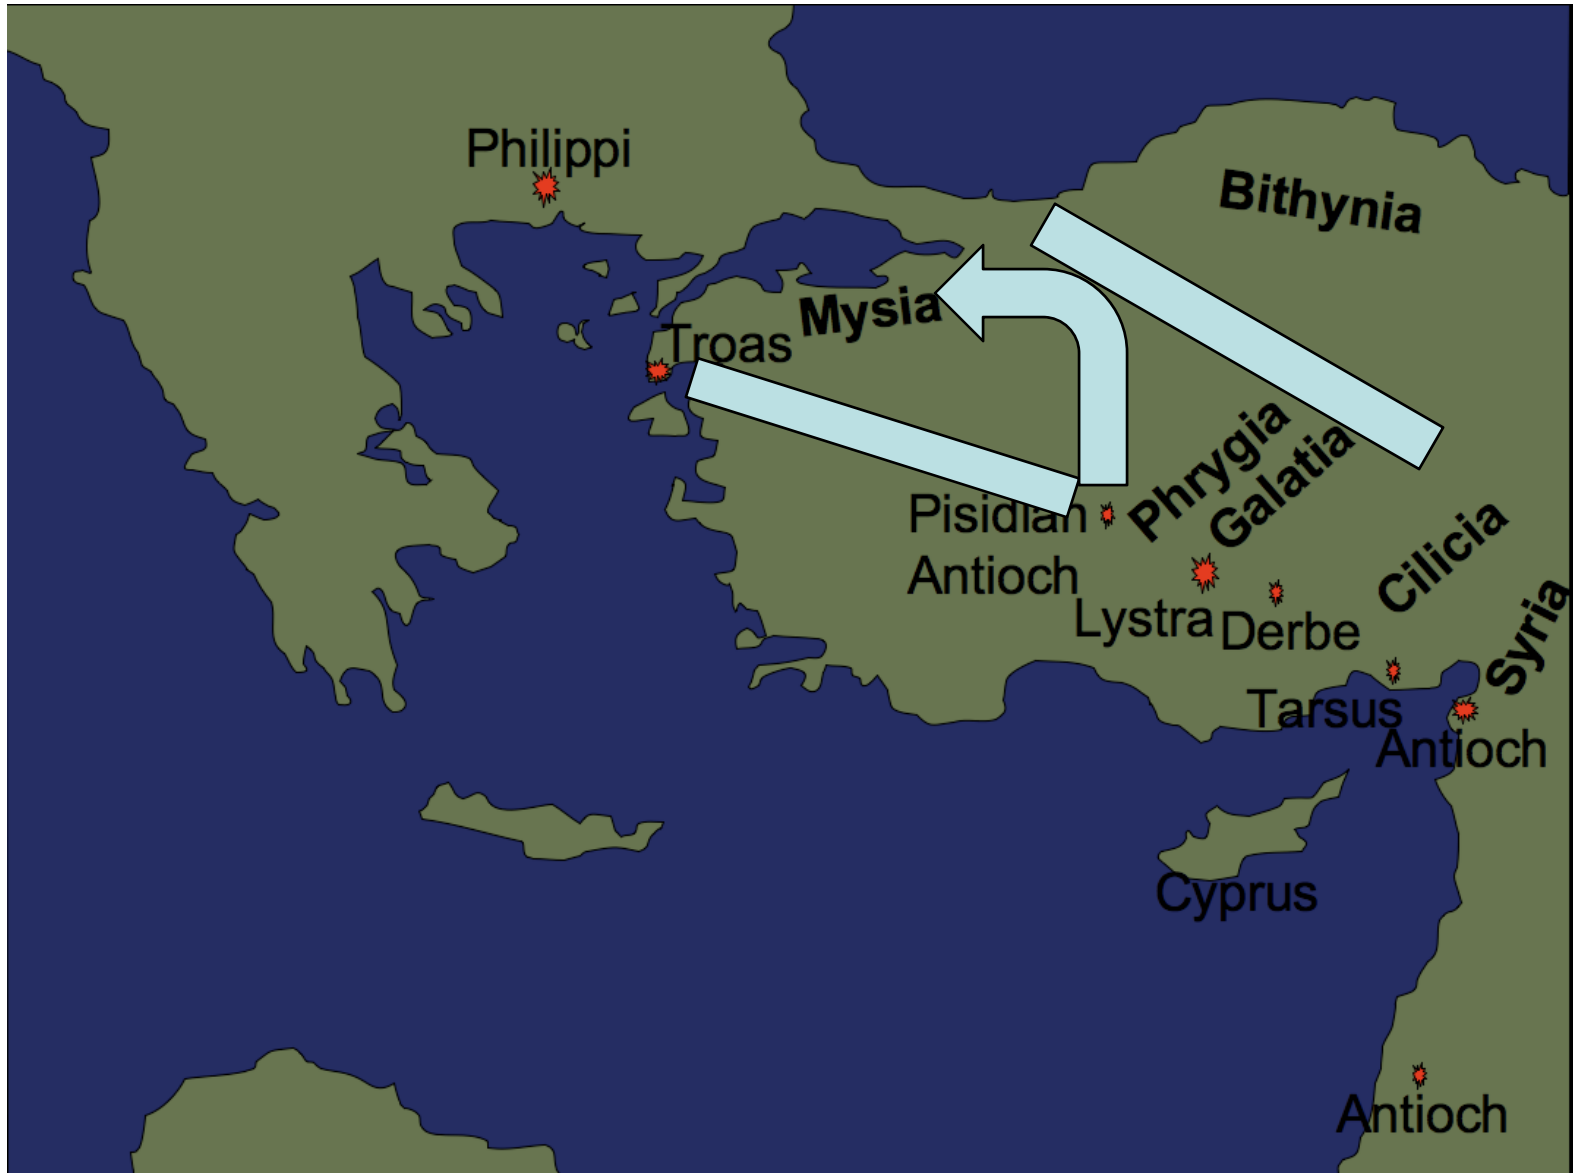 Philippi
Bithynia
Mysia
Troas
Phrygia
Galatia
Pisidian
Antioch
Cilicia
Lystra
Derbe
Syria
Tarsus
Antioch
Cyprus
Antioch